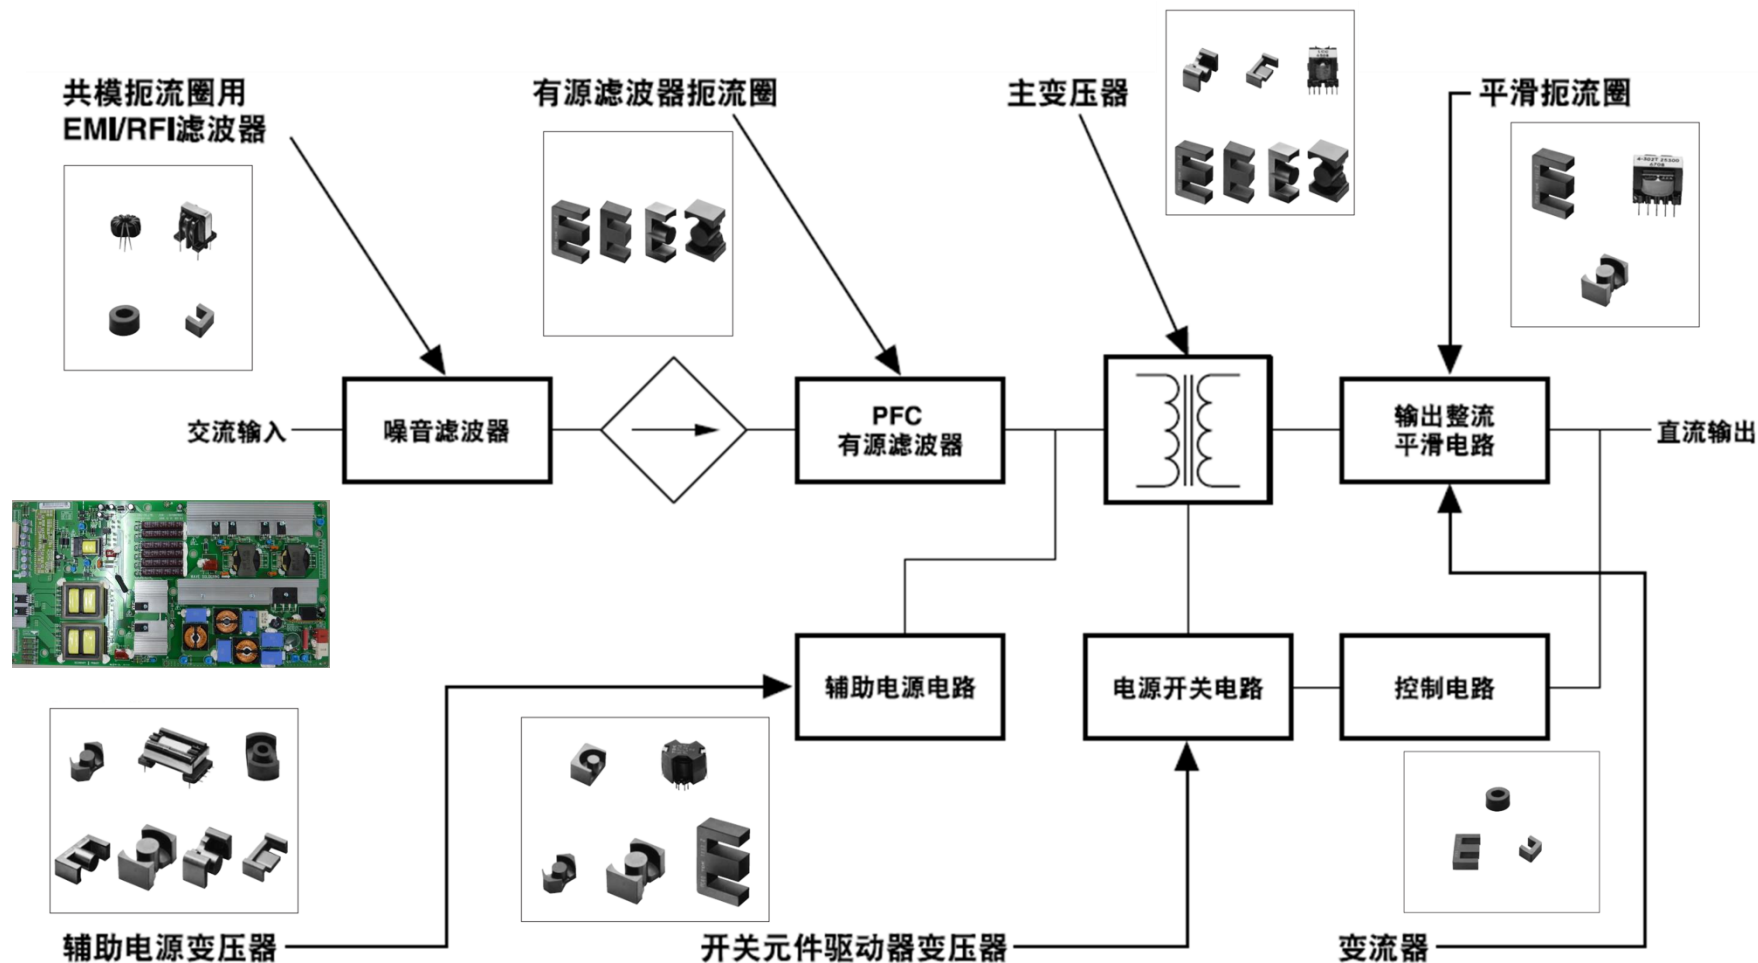 共模扼流圈用
EMI/RFI滤波器
有源滤波器扼流圈
主变压器
平滑扼流圈
交流输入
噪音滤波器
PFC
有源滤波器
输出整流
平滑电路
直流输出
辅助电源电路
电源开关电路
控制电路
辅助电源变压器
开关元件驱动器变压器
变流器